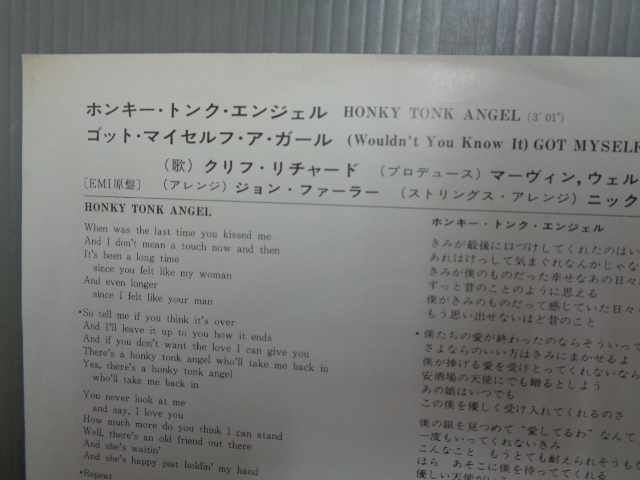 ホンキー・トンク・エンジェル HONKY TONK ANGEL (3′01″)
ゴット・マイセルフ・ア・ガール (Wouldn't You Know It) GOT MYSELF
(歌) クリフ・リチャード (プロデュース) マーヴィン, ウェル
[EMI原盤] (アレンジ) ジョン・ファーラー (ストリングス・アレンジ) ニック
HONKY TONK ANGEL
When was the last time you kissed me
And I don't mean a touch now and then
It's been a long time
since you felt like my woman
And even longer
since I felt like your man
*So tell me if you think it's over
And I'll leave it up to you how it ends
And if you don't want the love I can give you
There's a honky tonk angel who'll take me back in
Yes, there's a honky tonk angel
who'll take me back in
You never look at me
and say, I love you
How much more do you think I can stand
Well, there's an old friend out there
And she's waitin'
And she's happy just holdin' my hand
*Repeat
ホンキー・トンク・エンジェル
きみが最後に口づけしてくれたのはい
あれはけっして気まぐれなんかじゃな
きみが僕のものだった幸せなあの日々
ずっと昔のことのように思える
僕がきみのものだって感じていた日々
もう思い出せないほど昔のこと
*僕たちの愛が終わったのならそういって
さよならのいい方はきみにまかせるよ
僕が捧げる愛を受けとってくれないなら
安酒場の天使にでも贈るとしよう
あの娘はいつでも
この僕を優しく受け入れてくれるのさ
僕の眼を見つめて“愛してるわ”なんて
一度もいってくれないきみ
こんなこと もうとても耐えられそうもな
ほら あそこに僕を待っててくれる
優しい天使がい